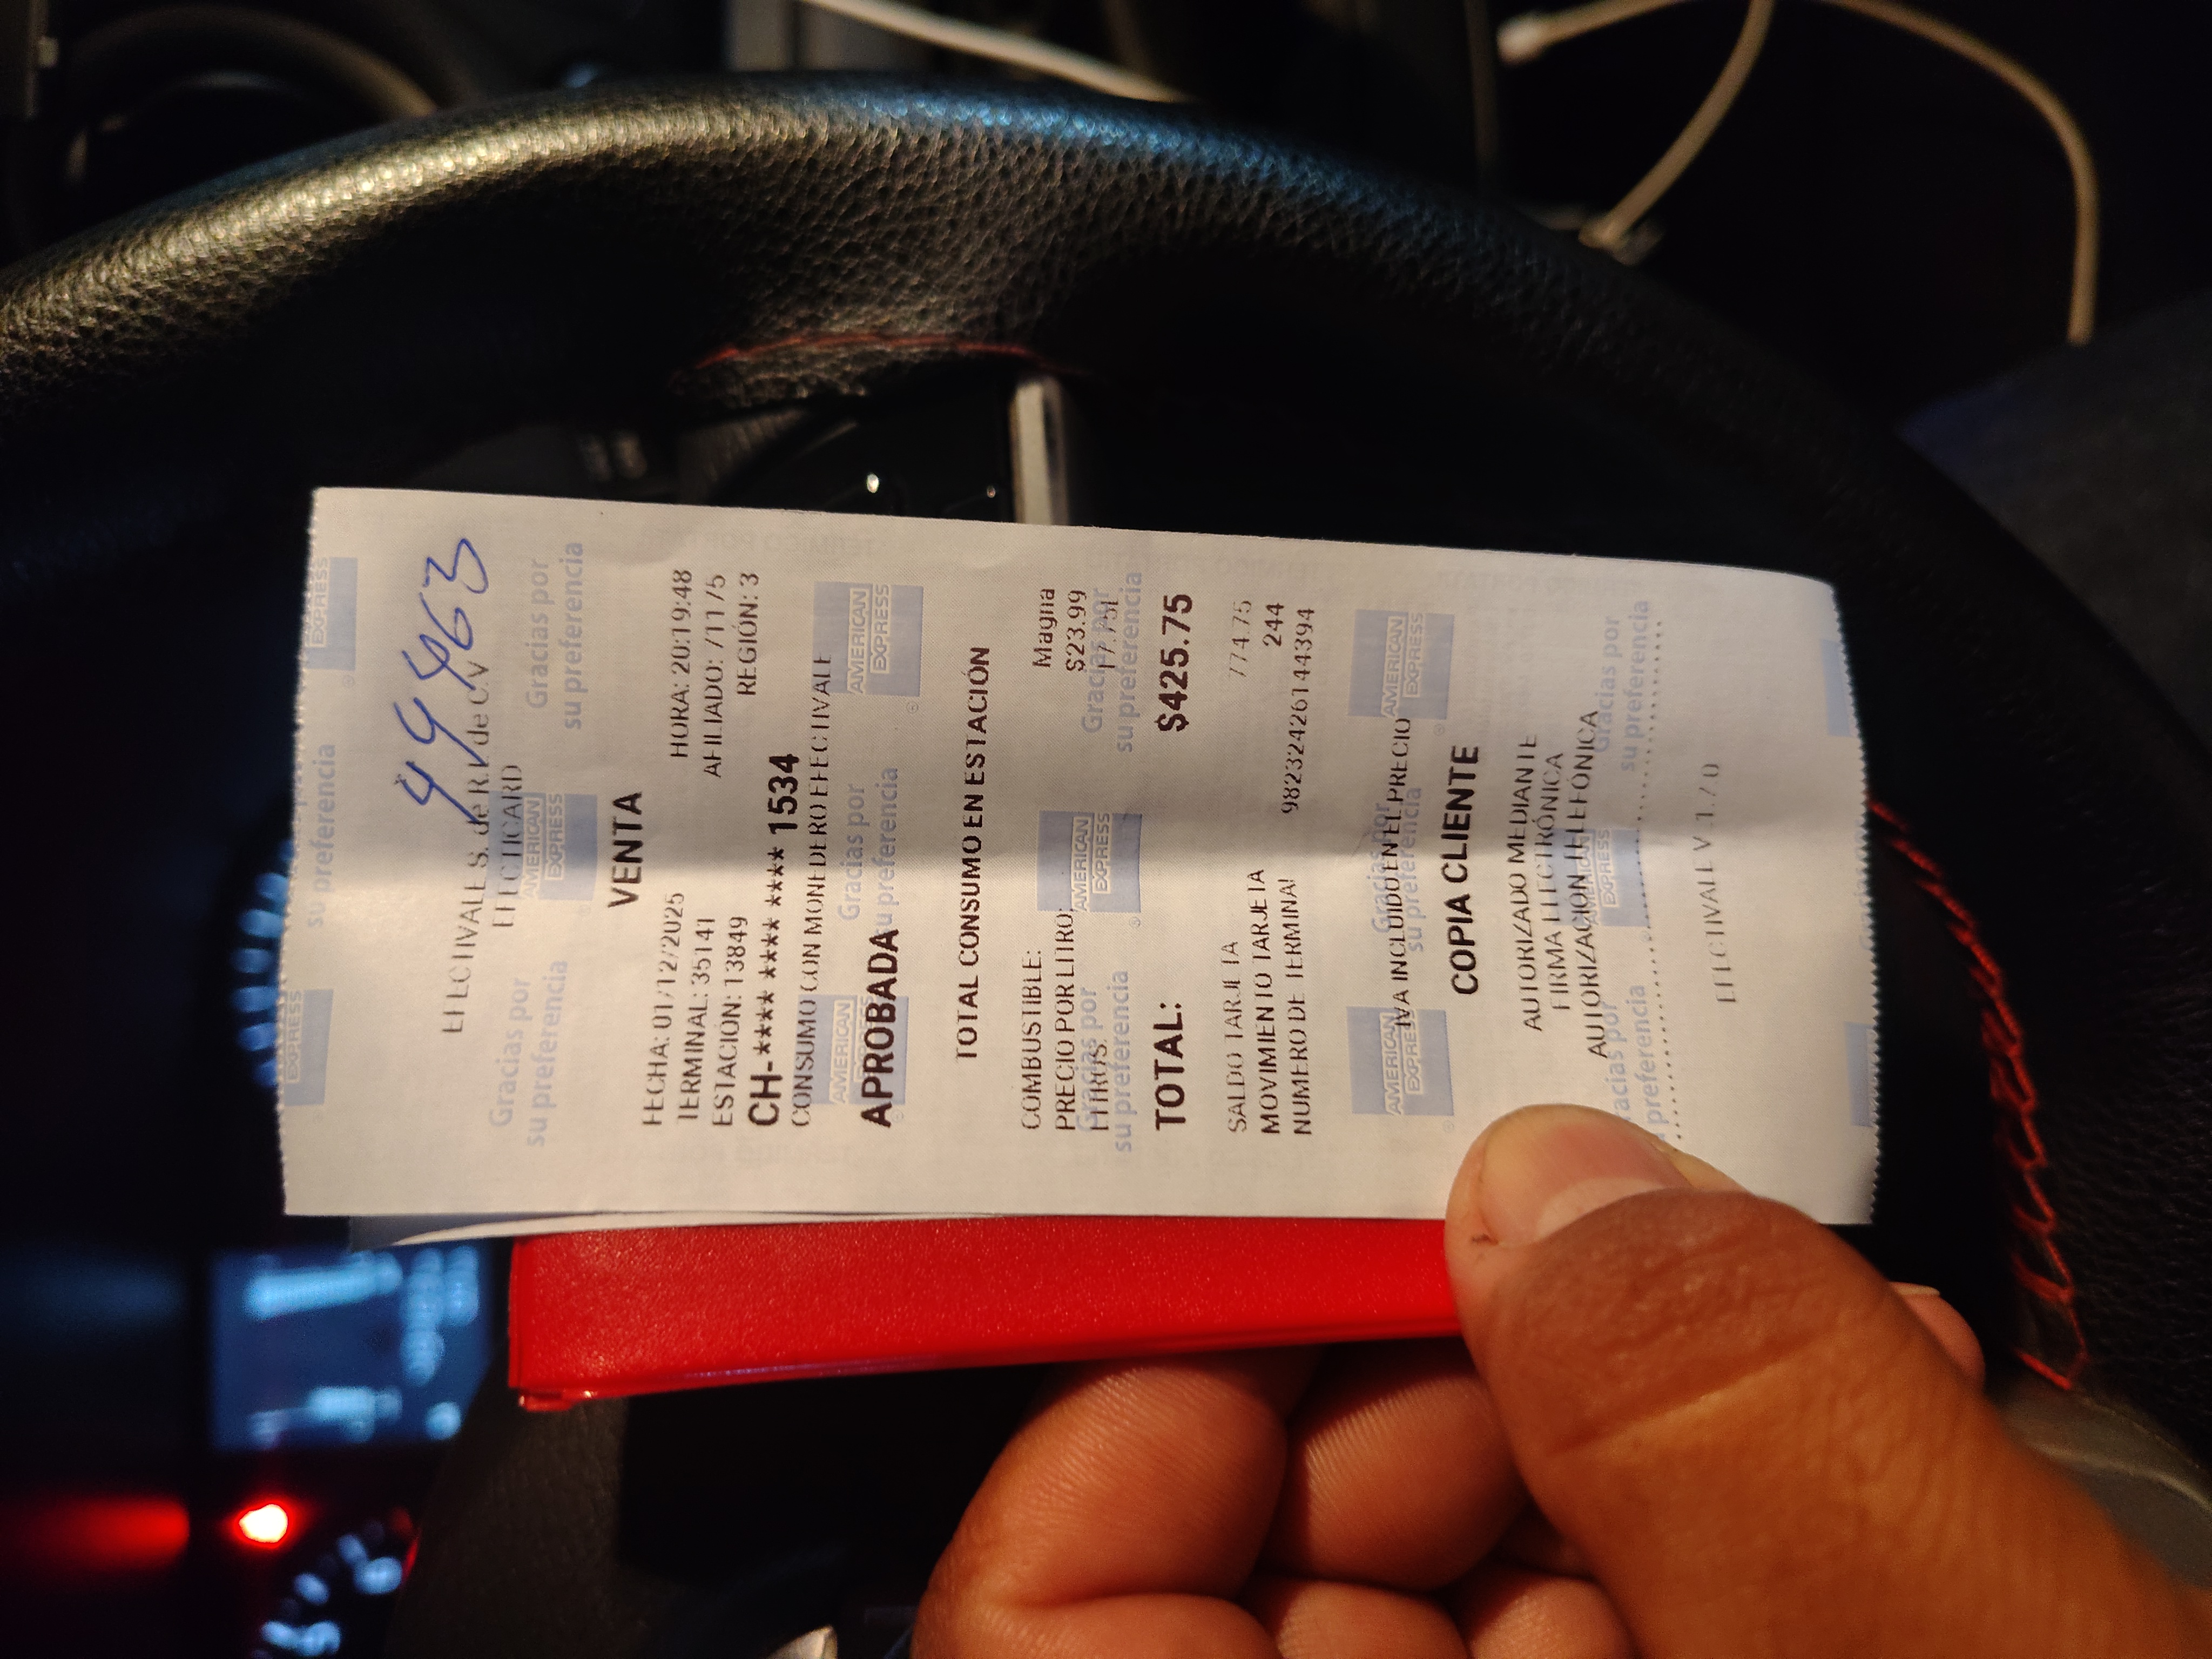 44463
EFECTIVALE S. de R.L de C.V
EFECTICARD
VENTA
FECHA: 01/12/2025 HORA: 20:19:48
TERMINAL: 35141 AFILIADO: 71175
ESTACION: 13849 REGIÓN: 3
CH-**** **** **** 1534
CONSUMO CON MONEDERO EFECTIVALE
APROBADA
TOTAL CONSUMO EN ESTACIÓN
COMBUSTIBLE: Magna
PRECIO POR LITRO: $23.99
LITROS: 17.75L
TOTAL: $425.75
SALDO TARJETA 774.75
MOVIMIENTO TARJETA 244
NUMERO DE TERMINAL 98232426144394
IVA INCLUIDO EN EL PRECIO
COPIA CLIENTE
AUTORIZADO MEDIANTE
FIRMA ELECTRÓNICA
AUTORIZACIÓN TELEFÓNICA
EFECTIVALE V 1.7.0
AMERICAN EXPRESS
Gracias por
su preferencia